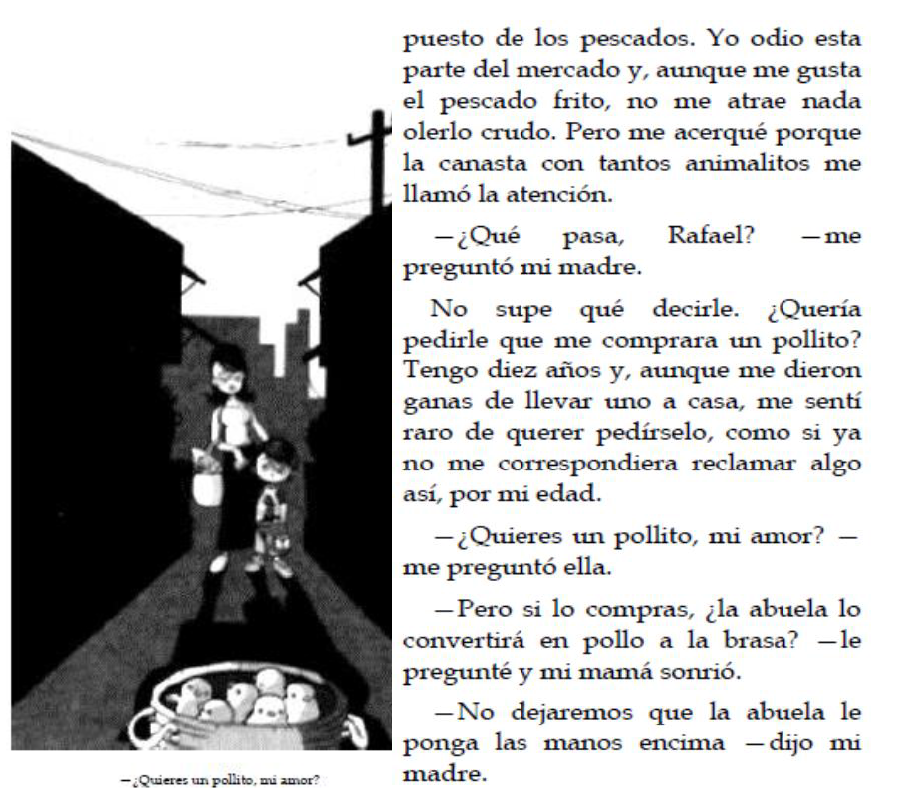 puesto de los pescados. Yo odio esta
parte del mercado y, aunque me gusta
el pescado frito, no me atrae nada
olerlo crudo. Pero me acerqué porque
la canasta con tantos animalitos me
llamó la atención.
—¿Qué pasa, Rafael? —me
preguntó mi madre.
No supe qué decirle. ¿Quería
pedirle que me comprara un pollito?
Tengo diez años y, aunque me dieron
ganas de llevar uno a casa, me sentí
raro de querer pedírselo, como si ya
no me correspondiera reclamar algo
así, por mi edad.
—¿Quieres un pollito, mi amor? —
me preguntó ella.
—Pero si lo compras, ¿la abuela lo
convertirá en pollo a la brasa? —le
pregunté y mi mamá sonrió.
—No dejaremos que la abuela le
ponga las manos encima —dijo mi
madre.
—¿Quieres un pollito, mi amor?